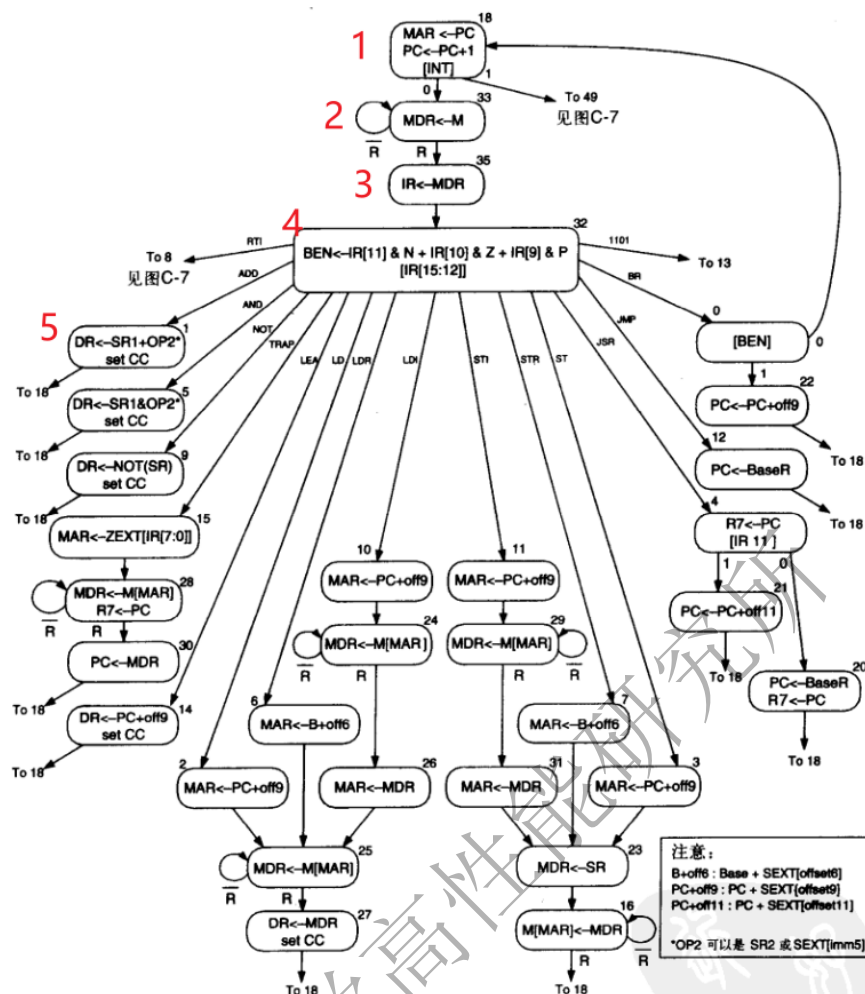 1
18
MAR <-PC
PC<-PC+1
[INT]
0
1
To 49
见图C-7
2
33
MDR<-M
R̅
R
3
35
IR<-MDR
4
32
BEN<-IR[11] & N + IR[10] & Z + IR[9] & P
[IR[15:12]]
RTI
To 8
见图C-7
1101
To 13
ADD
AND
NOT
TRAP
LEA
LD
LDR
LDI
STI
STR
ST
JSR
JMP
BR
5
1
DR<-SR1+OP2*
set CC
To 18
5
DR<-SR1&OP2*
set CC
To 18
9
DR<-NOT(SR)
set CC
To 18
15
MAR<-ZEXT[IR[7:0]]
28
MDR<-M[MAR]
R7<-PC
R̅
R
30
PC<-MDR
To 18
14
DR<-PC+off9
set CC
To 18
2
MAR<-PC+off9
6
MAR<-B+off6
10
MAR<-PC+off9
24
MDR<-M[MAR]
R̅
R
26
MAR<-MDR
25
MDR<-M[MAR]
R̅
R
27
DR<-MDR
set CC
To 18
11
MAR<-PC+off9
29
MDR<-M[MAR]
R
R̅
31
MAR<-MDR
7
MAR<-B+off6
3
MAR<-PC+off9
23
MDR<-SR
16
M[MAR]<-MDR
R
R̅
To 18
0
[BEN]
0
1
22
PC<-PC+off9
To 18
12
PC<-BaseR
To 18
4
R7<-PC
[IR 11 ]
1
0
21
PC<-PC+off11
To 18
20
PC<-BaseR
R7<-PC
To 18
注意：
B+off6 : Base + SEXT[offset6]
PC+off9 : PC + SEXT[offset9]
PC+off11 : PC + SEXT[offset11]
*OP2 可以是 SR2 或SEXT[imm5]
高性能研究所